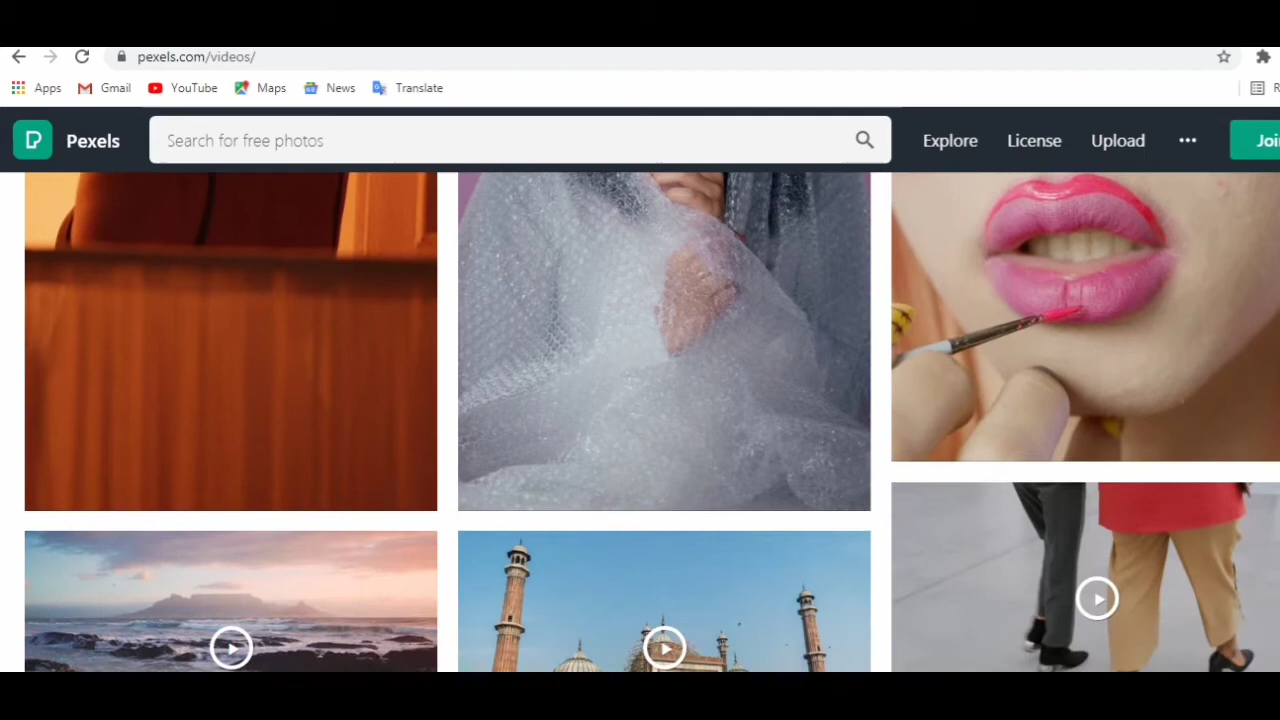 pexels.com/videos/
Apps Gmail YouTube Maps News Translate
Pexels Search for free photos Explore License Upload